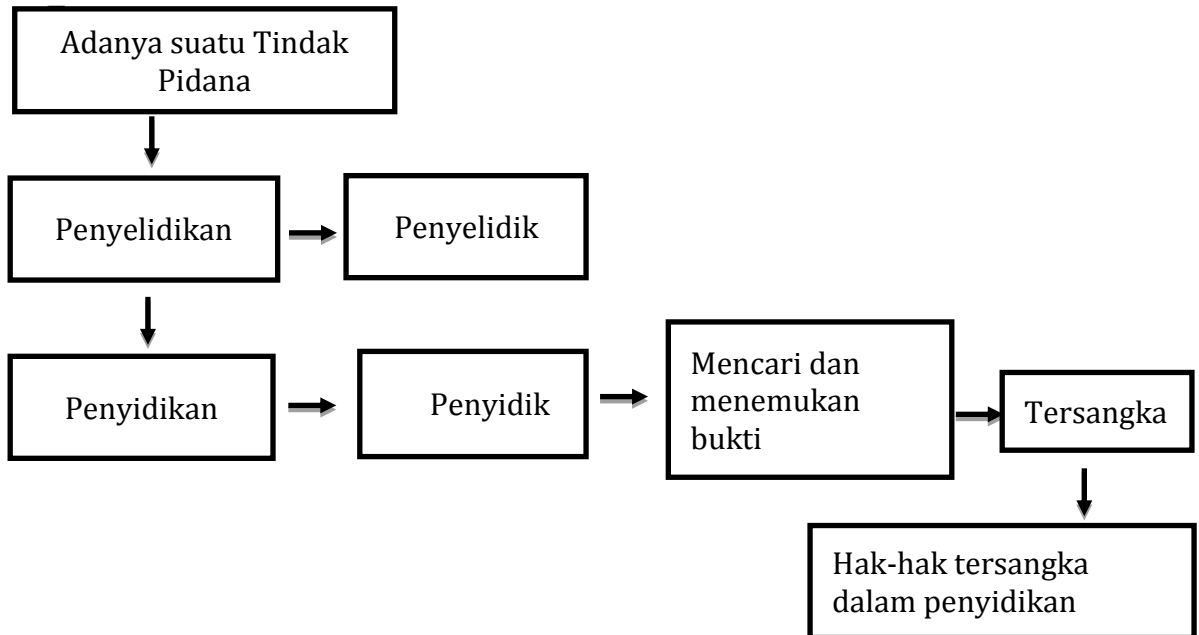 Adanya suatu Tindak
Pidana
Penyelidikan
Penyelidik
Penyidikan
Penyidik
Mencari dan
menemukan
bukti
Tersangka
Hak-hak tersangka
dalam penyidikan